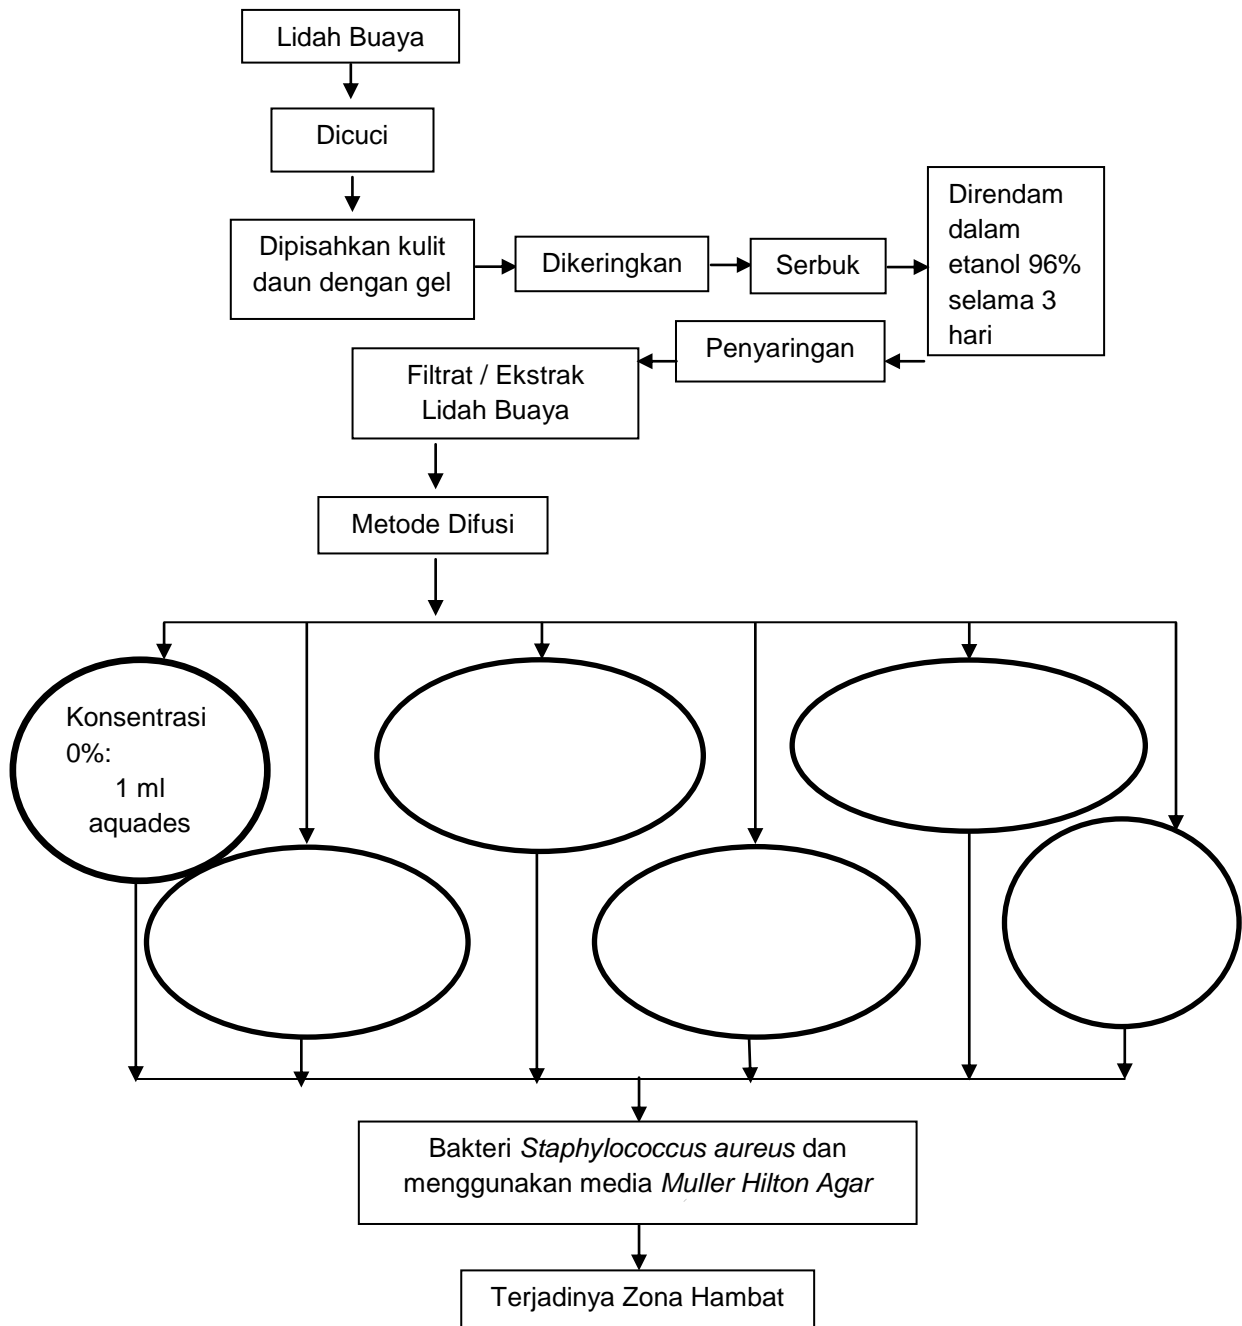 Lidah Buaya
Dicuci
Dipisahkan kulit
daun dengan gel
Dikeringkan
Serbuk
Direndam
dalam
etanol 96%
selama 3
hari
Penyaringan
Filtrat / Ekstrak
Lidah Buaya
Metode Difusi
Konsentrasi
0%:
1 ml
aquades
Bakteri Staphylococcus aureus dan
menggunakan media Muller Hilton Agar
Terjadinya Zona Hambat